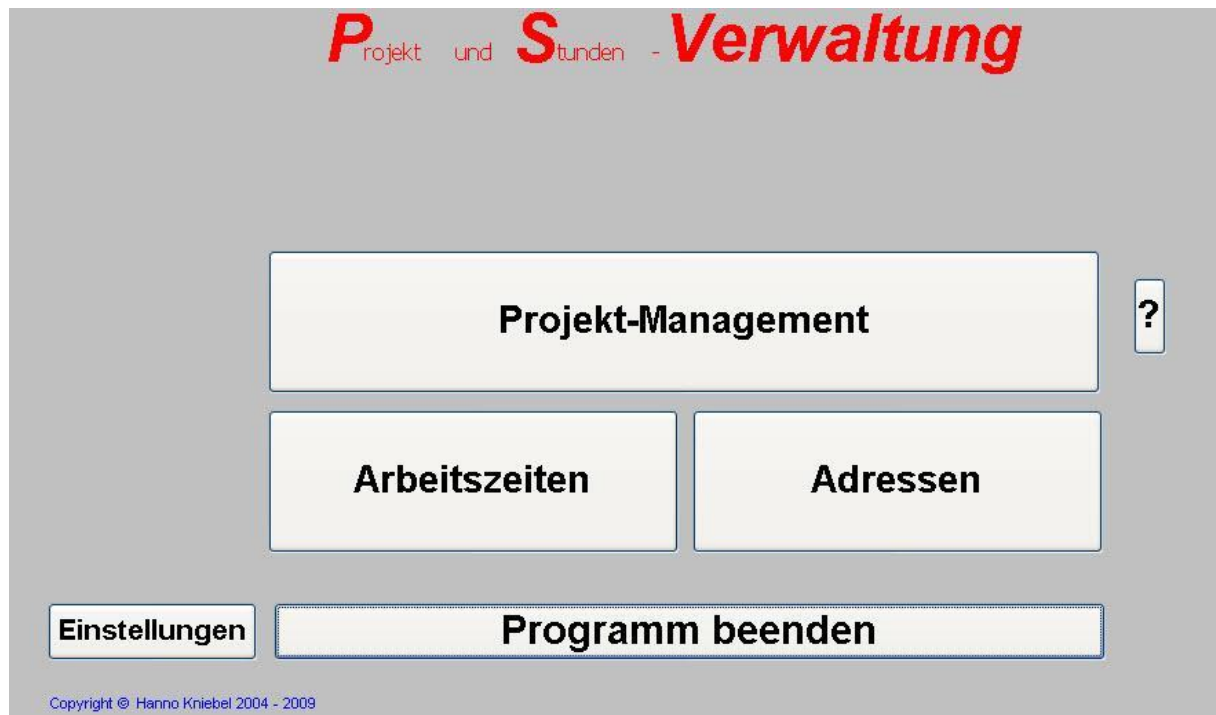 Projekt und Stunden - Verwaltung
Projekt-Management
?
Arbeitszeiten
Adressen
Einstellungen
Programm beenden
Copyright © Hanno Kniebel 2004 - 2009